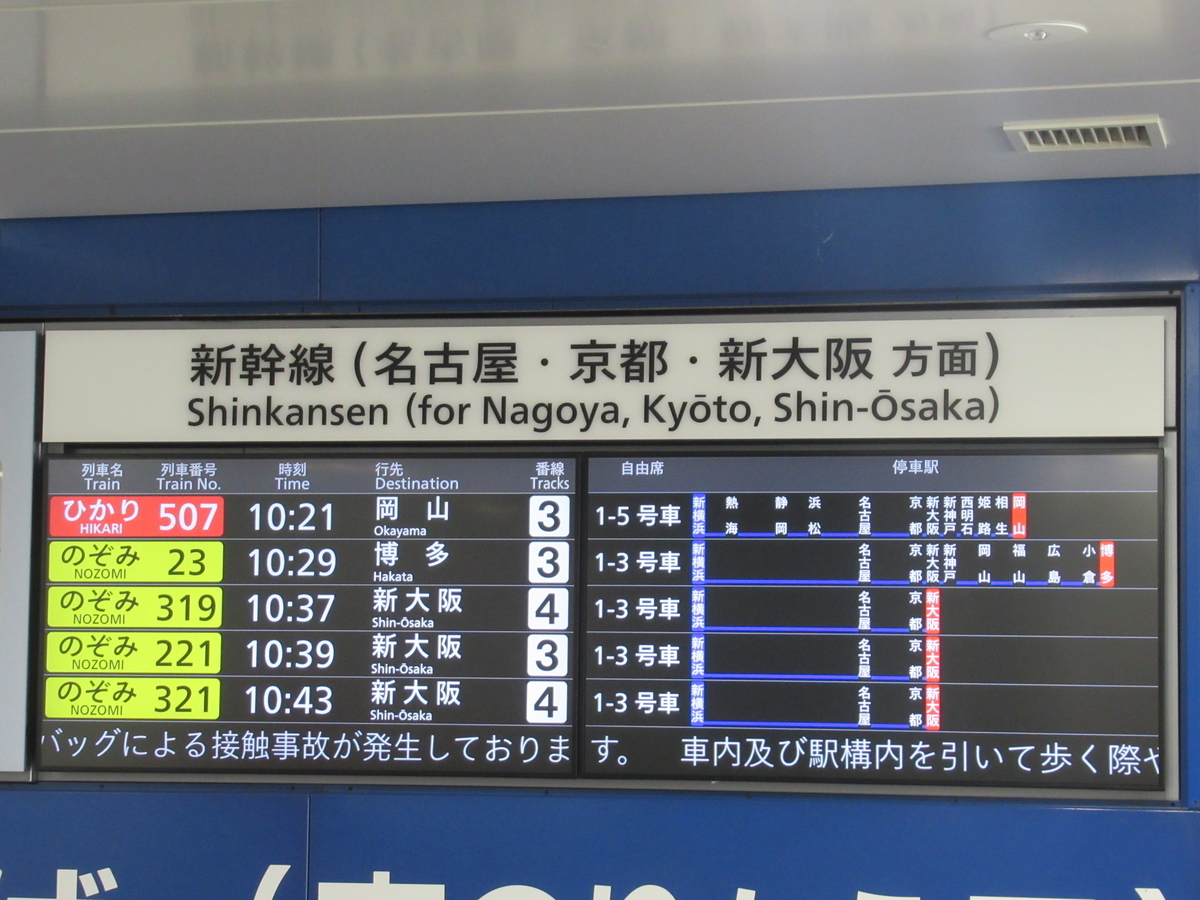 新幹線 (名古屋・京都・新大阪 方面)
Shinkansen (for Nagoya, Kyōto, Shin-Ōsaka)
列車名 列車番号 時刻 行先 番線 自由席 停車駅
Train Train No. Time Destination Tracks
ひかり 507 10:21 岡山 3 1-5 号車 新横浜 熱海 静岡 浜松 名古屋 京都 新大阪 新神戸 西明石 姫路 相生 岡山
HIKARI Okayama
のぞみ 23 10:29 博多 3 1-3 号車 新横浜 名古屋 京都 新大阪 新神戸 岡山 福山 広島 小倉 博多
NOZOMI Hakata
のぞみ 319 10:37 新大阪 4 1-3 号車 新横浜 名古屋 京都 新大阪
NOZOMI Shin-Ōsaka
のぞみ 221 10:39 新大阪 3 1-3 号車 新横浜 名古屋 京都 新大阪
NOZOMI Shin-Ōsaka
のぞみ 321 10:43 新大阪 4 1-3 号車 新横浜 名古屋 京都 新大阪
NOZOMI Shin-Ōsaka
バッグによる接触事故が発生しております。 車内及び駅構内を引いて歩く際や